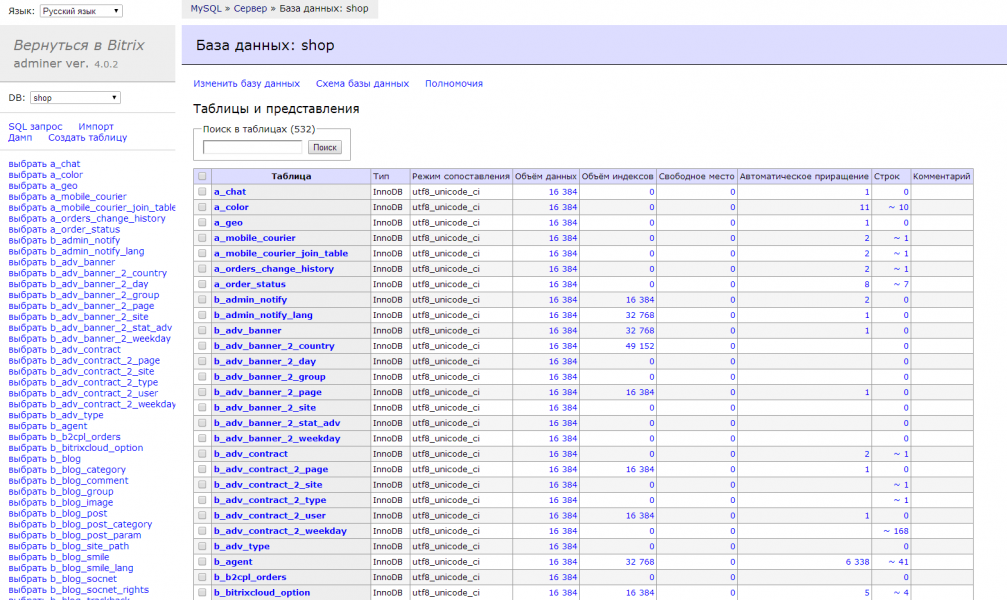 Язык: Русский язык
MySQL » Сервер » База данных: shop
Вернуться в Bitrix
adminer ver. 4.0.2
DB: shop
SQL запрос Импорт
Дамп Создать таблицу
выбрать a_chat
выбрать a_color
выбрать a_geo
выбрать a_mobile_courier
выбрать a_mobile_courier_join_table
выбрать a_orders_change_history
выбрать a_order_status
выбрать b_admin_notify
выбрать b_admin_notify_lang
выбрать b_adv_banner
выбрать b_adv_banner_2_country
выбрать b_adv_banner_2_day
выбрать b_adv_banner_2_group
выбрать b_adv_banner_2_page
выбрать b_adv_banner_2_site
выбрать b_adv_banner_2_stat_adv
выбрать b_adv_banner_2_weekday
выбрать b_adv_contract
выбрать b_adv_contract_2_page
выбрать b_adv_contract_2_site
выбрать b_adv_contract_2_type
выбрать b_adv_contract_2_user
выбрать b_adv_contract_2_weekday
выбрать b_adv_type
выбрать b_agent
выбрать b_b2cpl_orders
выбрать b_bitrixcloud_option
выбрать b_blog
выбрать b_blog_category
выбрать b_blog_comment
выбрать b_blog_group
выбрать b_blog_image
выбрать b_blog_post
выбрать b_blog_post_category
выбрать b_blog_post_param
выбрать b_blog_site_path
выбрать b_blog_smile
выбрать b_blog_smile_lang
выбрать b_blog_socnet
выбрать b_blog_socnet_rights
База данных: shop
Изменить базу данных Схема базы данных Полномочия
Таблицы и представления
Поиск в таблицах (532)
Поиск
Таблица Тип Режим сопоставления Объём данных Объём индексов Свободное место Автоматическое приращение Строк Комментарий
a_chat InnoDB utf8_unicode_ci 16 384 0 0 1 0
a_color InnoDB utf8_unicode_ci 16 384 0 0 11 ~ 10
a_geo InnoDB utf8_unicode_ci 16 384 0 0 1 0
a_mobile_courier InnoDB utf8_unicode_ci 16 384 0 0 2 ~ 1
a_mobile_courier_join_table InnoDB utf8_unicode_ci 16 384 0 0 2 ~ 1
a_orders_change_history InnoDB utf8_unicode_ci 16 384 0 0 2 ~ 1
a_order_status InnoDB utf8_unicode_ci 16 384 0 0 8 ~ 7
b_admin_notify InnoDB utf8_unicode_ci 16 384 16 384 0 2 0
b_admin_notify_lang InnoDB utf8_unicode_ci 16 384 32 768 0 1 0
b_adv_banner InnoDB utf8_unicode_ci 16 384 32 768 0 1 0
b_adv_banner_2_country InnoDB utf8_unicode_ci 16 384 49 152 0 0
b_adv_banner_2_day InnoDB utf8_unicode_ci 16 384 0 0 0
b_adv_banner_2_group InnoDB utf8_unicode_ci 16 384 0 0 0
b_adv_banner_2_page InnoDB utf8_unicode_ci 16 384 16 384 0 1 0
b_adv_banner_2_site InnoDB utf8_unicode_ci 16 384 0 0 0
b_adv_banner_2_stat_adv InnoDB utf8_unicode_ci 16 384 0 0 0
b_adv_banner_2_weekday InnoDB utf8_unicode_ci 16 384 0 0 0
b_adv_contract InnoDB utf8_unicode_ci 16 384 0 0 2 ~ 1
b_adv_contract_2_page InnoDB utf8_unicode_ci 16 384 16 384 0 1 0
b_adv_contract_2_site InnoDB utf8_unicode_ci 16 384 0 0 ~ 1
b_adv_contract_2_type InnoDB utf8_unicode_ci 16 384 0 0 ~ 1
b_adv_contract_2_user InnoDB utf8_unicode_ci 16 384 16 384 0 1 0
b_adv_contract_2_weekday InnoDB utf8_unicode_ci 16 384 0 0 ~ 168
b_adv_type InnoDB utf8_unicode_ci 16 384 0 0 0
b_agent InnoDB utf8_unicode_ci 16 384 32 768 0 6 338 ~ 41
b_b2cpl_orders InnoDB utf8_unicode_ci 16 384 0 0 0
b_bitrixcloud_option InnoDB utf8_unicode_ci 16 384 16 384 0 5 ~ 4